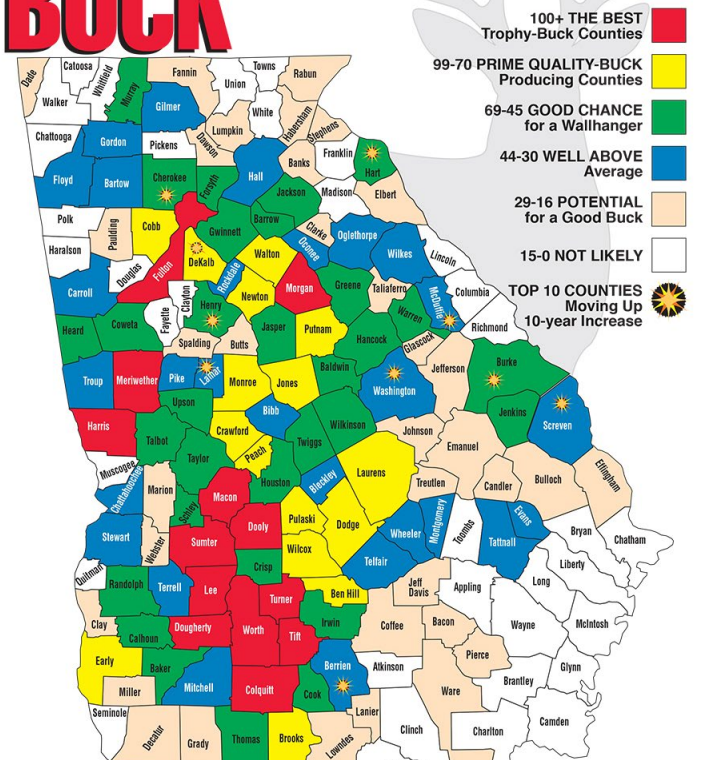 BUCK
100+ THE BEST
Trophy-Buck Counties
99-70 PRIME QUALITY-BUCK
Producing Counties
69-45 GOOD CHANCE
for a Wallhanger
44-30 WELL ABOVE
Average
29-16 POTENTIAL
for a Good Buck
15-0 NOT LIKELY
TOP 10 COUNTIES
Moving Up
10-year Increase
Dade
Catoosa
Whitfield
Murray
Fannin
Towns
Union
Rabun
Walker
Gilmer
White
Habersham
Stephens
Chattooga
Gordon
Pickens
Dawson
Lumpkin
Banks
Franklin
Hart
Floyd
Bartow
Cherokee
Forsyth
Hall
Jackson
Madison
Elbert
Polk
Paulding
Cobb
Gwinnett
Barrow
Clarke
Oglethorpe
Wilkes
Lincoln
Haralson
Douglas
Fulton
DeKalb
Rockdale
Walton
Oconee
Morgan
Greene
Taliaferro
McDuffie
Columbia
Carroll
Fayette
Clayton
Henry
Newton
Warren
Richmond
Heard
Coweta
Spalding
Butts
Jasper
Putnam
Hancock
Glascock
Burke
Troup
Meriwether
Pike
Lamar
Monroe
Jones
Baldwin
Washington
Jefferson
Jenkins
Screven
Harris
Upson
Bibb
Crawford
Peach
Twiggs
Wilkinson
Johnson
Emanuel
Talbot
Taylor
Houston
Bleckley
Laurens
Treutlen
Candler
Bulloch
Effingham
Muscogee
Chattahoochee
Marion
Schley
Macon
Dooly
Pulaski
Dodge
Wheeler
Montgomery
Toombs
Tattnall
Evans
Bryan
Chatham
Stewart
Webster
Sumter
Wilcox
Telfair
Liberty
Quitman
Randolph
Terrell
Lee
Crisp
Turner
Ben Hill
Jeff
Davis
Appling
Long
Clay
Calhoun
Dougherty
Worth
Tift
Irwin
Coffee
Bacon
Wayne
McIntosh
Early
Baker
Miller
Mitchell
Colquitt
Cook
Berrien
Atkinson
Pierce
Ware
Brantley
Glynn
Seminole
Decatur
Grady
Thomas
Brooks
Lowndes
Lanier
Clinch
Charlton
Camden